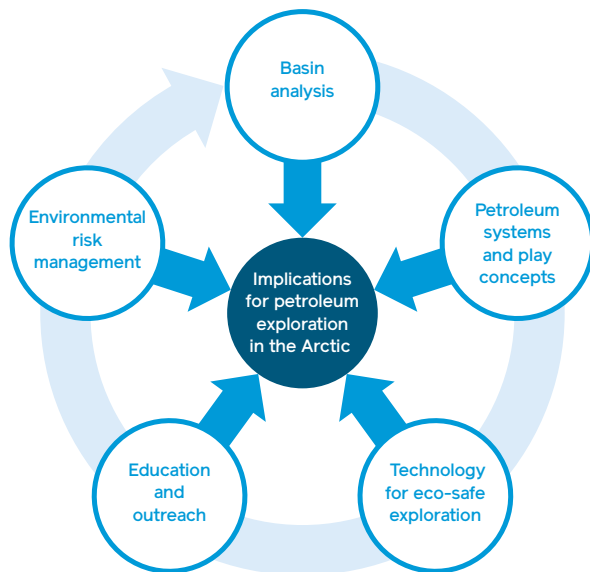 Basin
analysis
Petroleum
systems
and play
concepts
Technology
for eco-safe
exploration
Education
and
outreach
Environmental
risk
management
Implications
for petroleum
exploration
in the Arctic